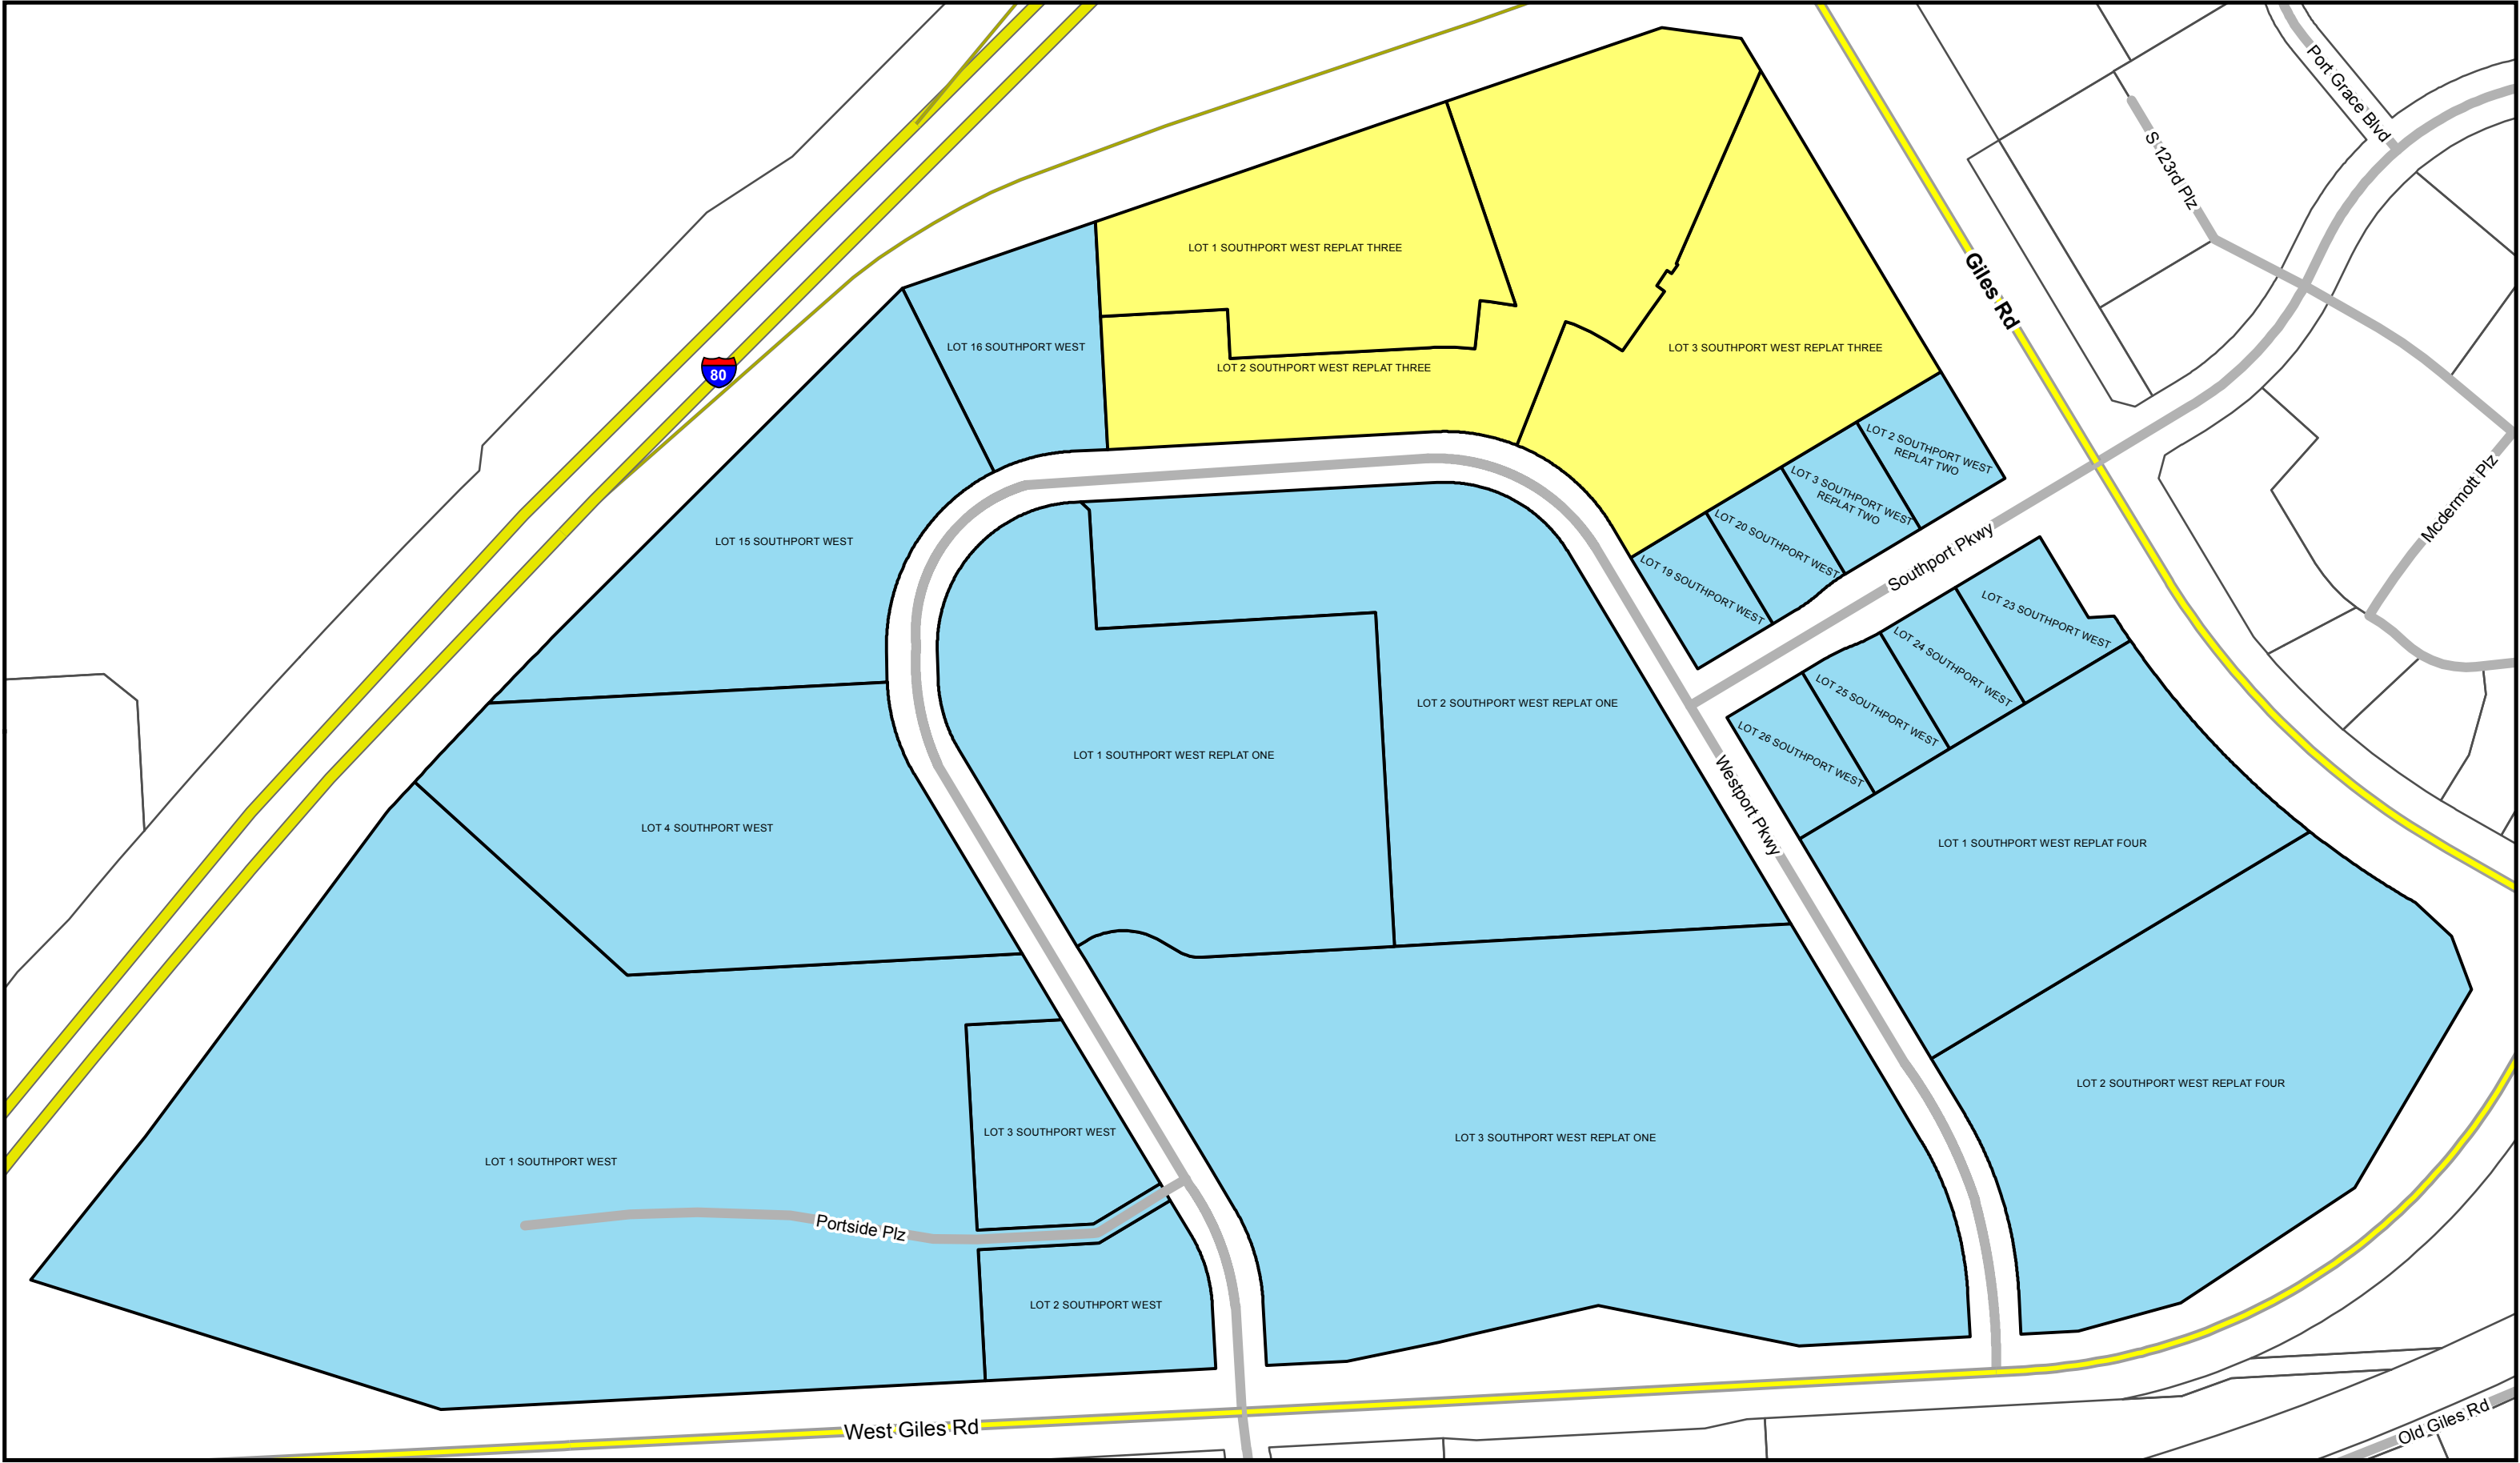 Port Grace Blvd
S 123rd Plz
LOT 1 SOUTHPORT WEST REPLAT THREE
Giles Rd
LOT 16 SOUTHPORT WEST
LOT 3 SOUTHPORT WEST REPLAT THREE
LOT 2 SOUTHPORT WEST REPLAT THREE
80
LOT 2 SOUTHPORT WEST
REPLAT TWO
LOT 3 SOUTHPORT WEST
REPLAT TWO
Mcdermott Plz
LOT 20 SOUTHPORT WEST
LOT 15 SOUTHPORT WEST
LOT 19 SOUTHPORT WEST
Southport Pkwy
LOT 23 SOUTHPORT WEST
LOT 24 SOUTHPORT WEST
LOT 25 SOUTHPORT WEST
LOT 26 SOUTHPORT WEST
LOT 2 SOUTHPORT WEST REPLAT ONE
LOT 1 SOUTHPORT WEST REPLAT ONE
Westport Pkwy
LOT 4 SOUTHPORT WEST
LOT 1 SOUTHPORT WEST REPLAT FOUR
LOT 2 SOUTHPORT WEST REPLAT FOUR
LOT 3 SOUTHPORT WEST
LOT 3 SOUTHPORT WEST REPLAT ONE
LOT 1 SOUTHPORT WEST
Portside Plz
LOT 2 SOUTHPORT WEST
West Giles Rd
Old Giles Rd